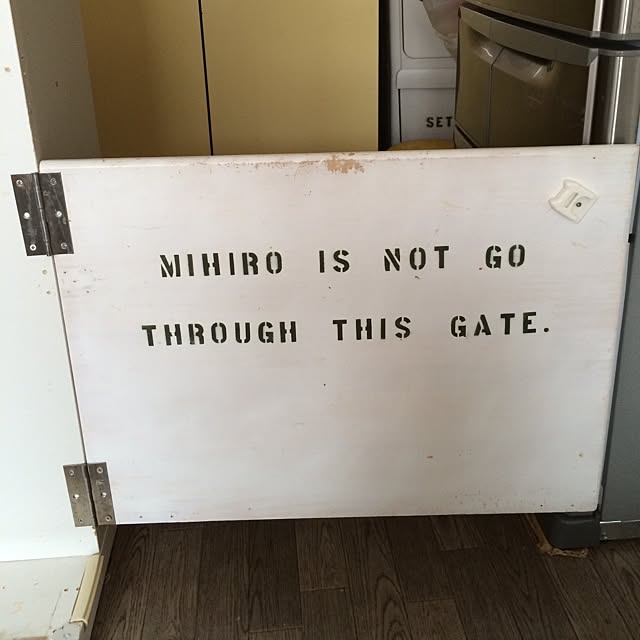 SET
MIHIRO IS NOT GO
THROUGH THIS GATE.